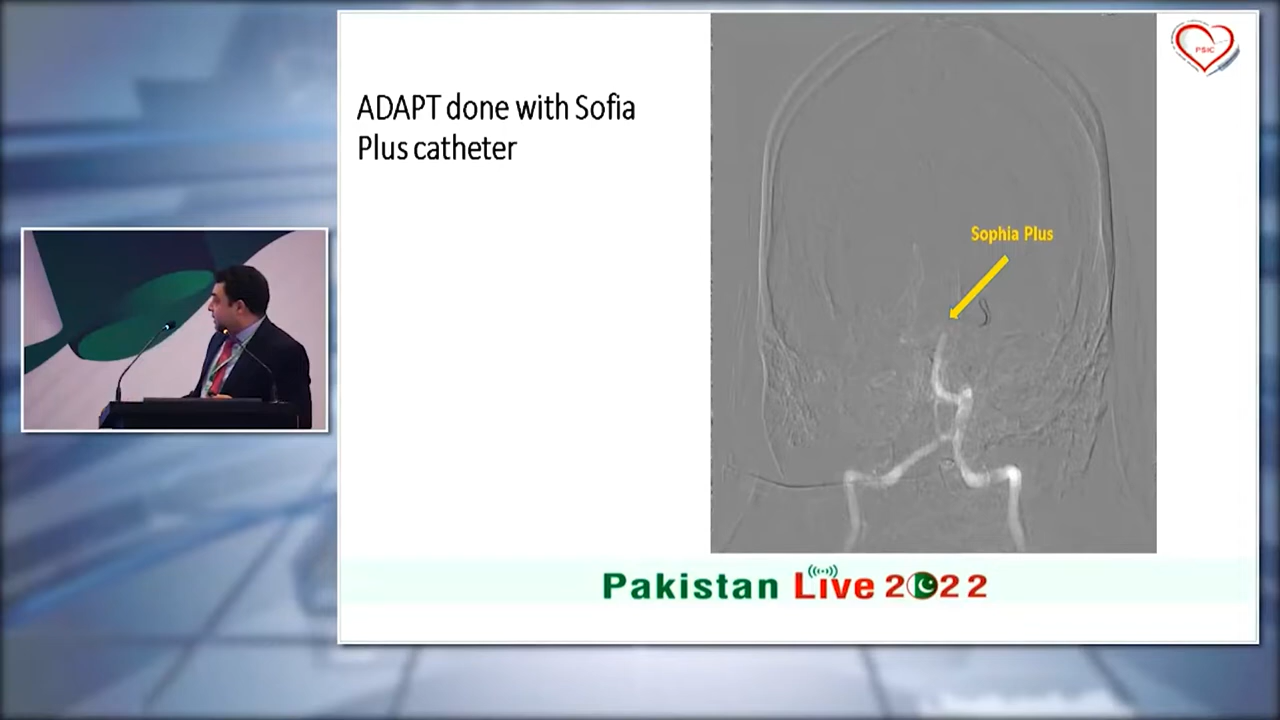 ADAPT done with Sofia
Plus catheter
Sophia Plus
PSIC
Pakistan Live 2022